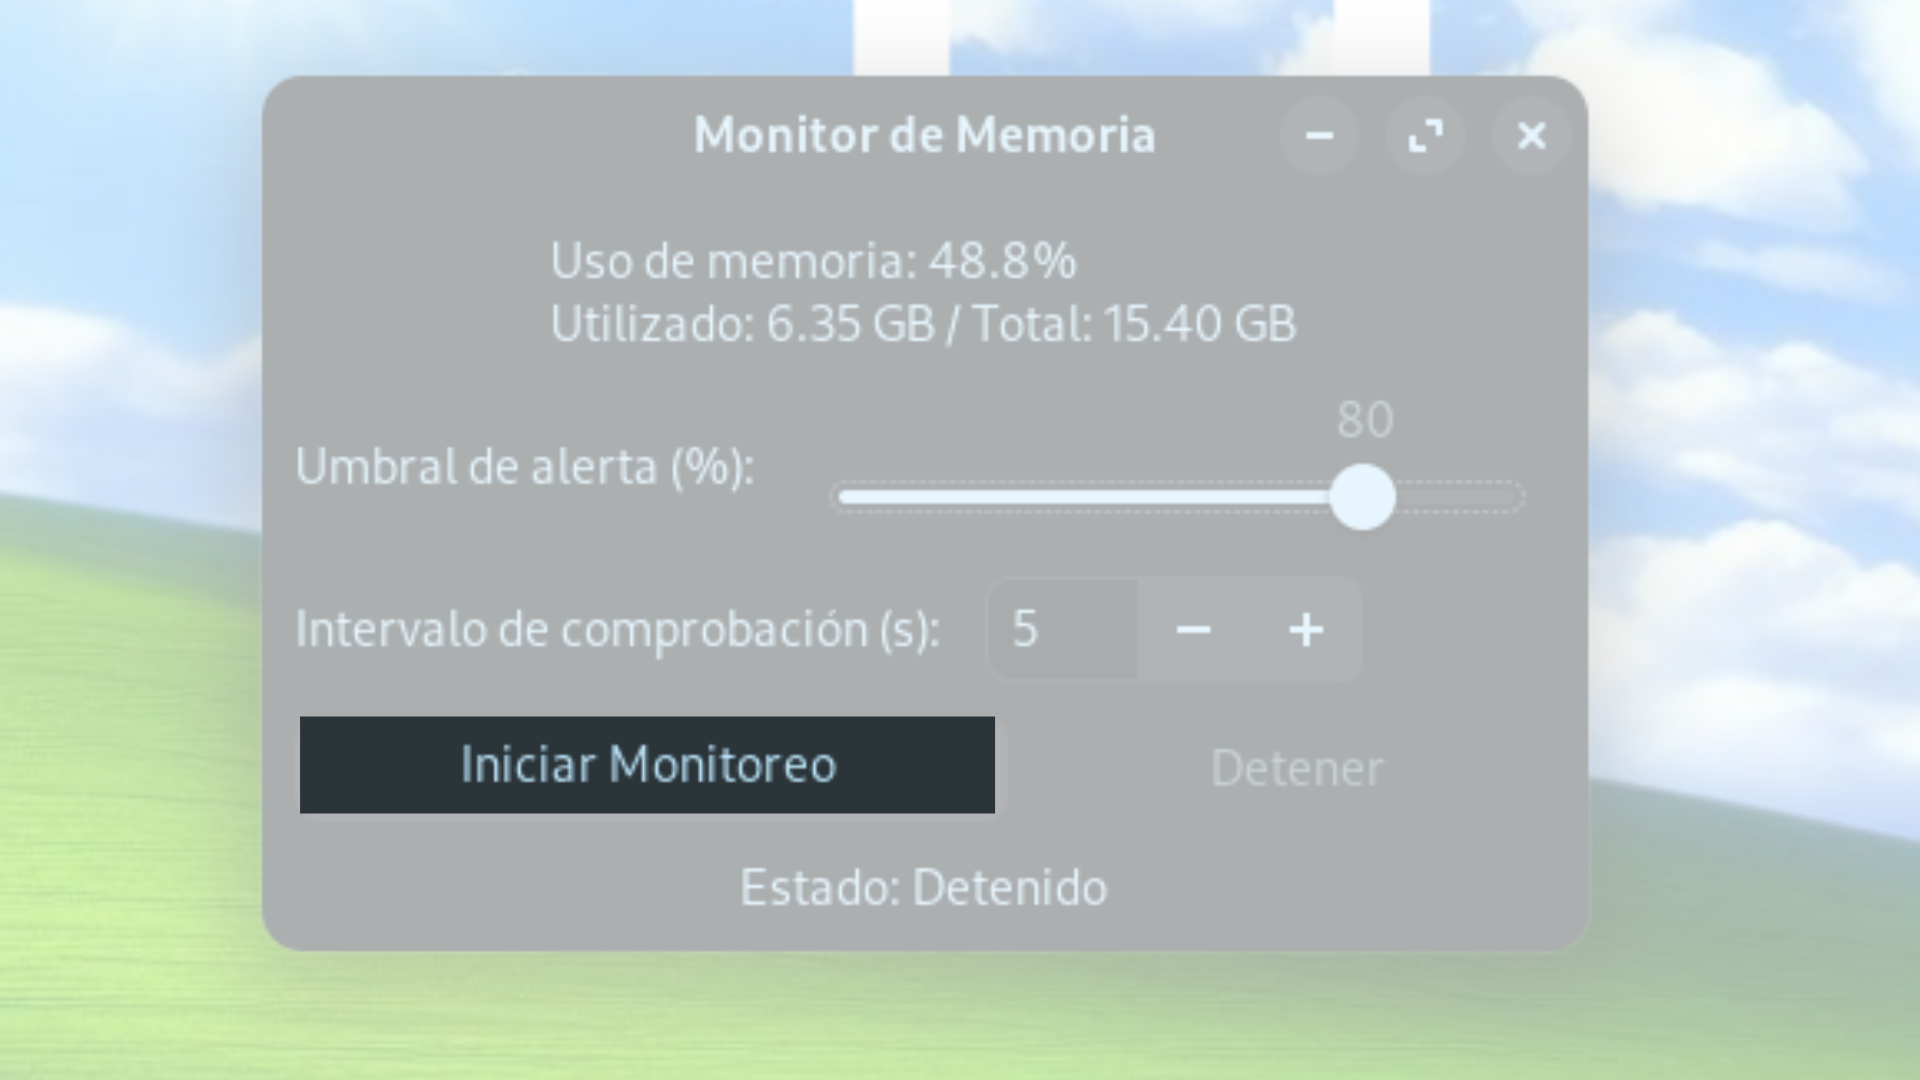 Monitor de Memoria
Uso de memoria: 48.8%
Utilizado: 6.35 GB / Total: 15.40 GB
80
Umbral de alerta (%):
Intervalo de comprobación (s): 5
Iniciar Monitoreo Detener
Estado: Detenido